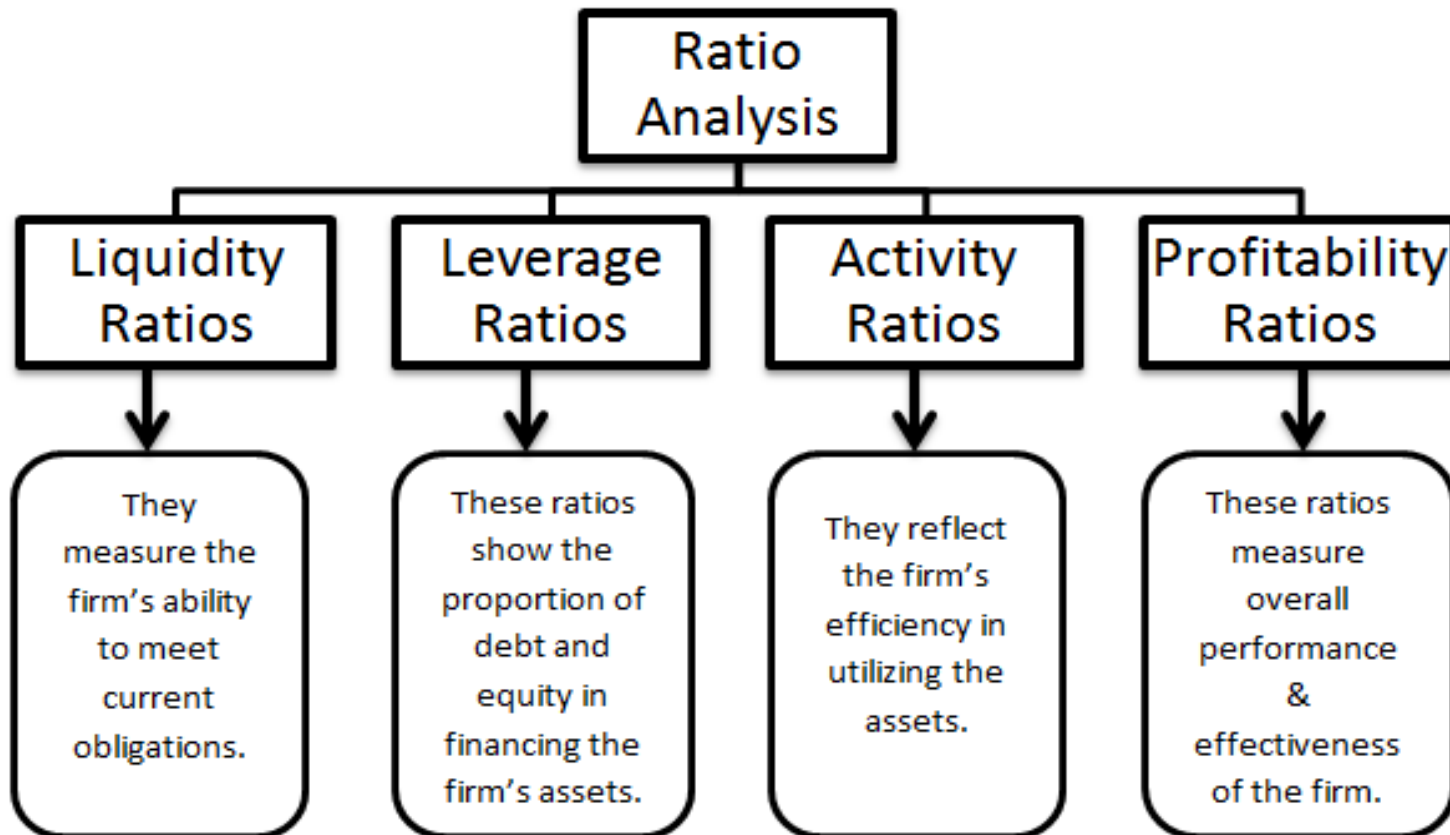 Ratio
Analysis
Liquidity
Ratios
Leverage
Ratios
Activity
Ratios
Profitability
Ratios
They
measure the
firm’s ability
to meet
current
obligations.
These ratios
show the
proportion of
debt and
equity in
financing the
firm’s assets.
They reflect
the firm’s
efficiency in
utilizing the
assets.
These ratios
measure
overall
performance
&
effectiveness
of the firm.